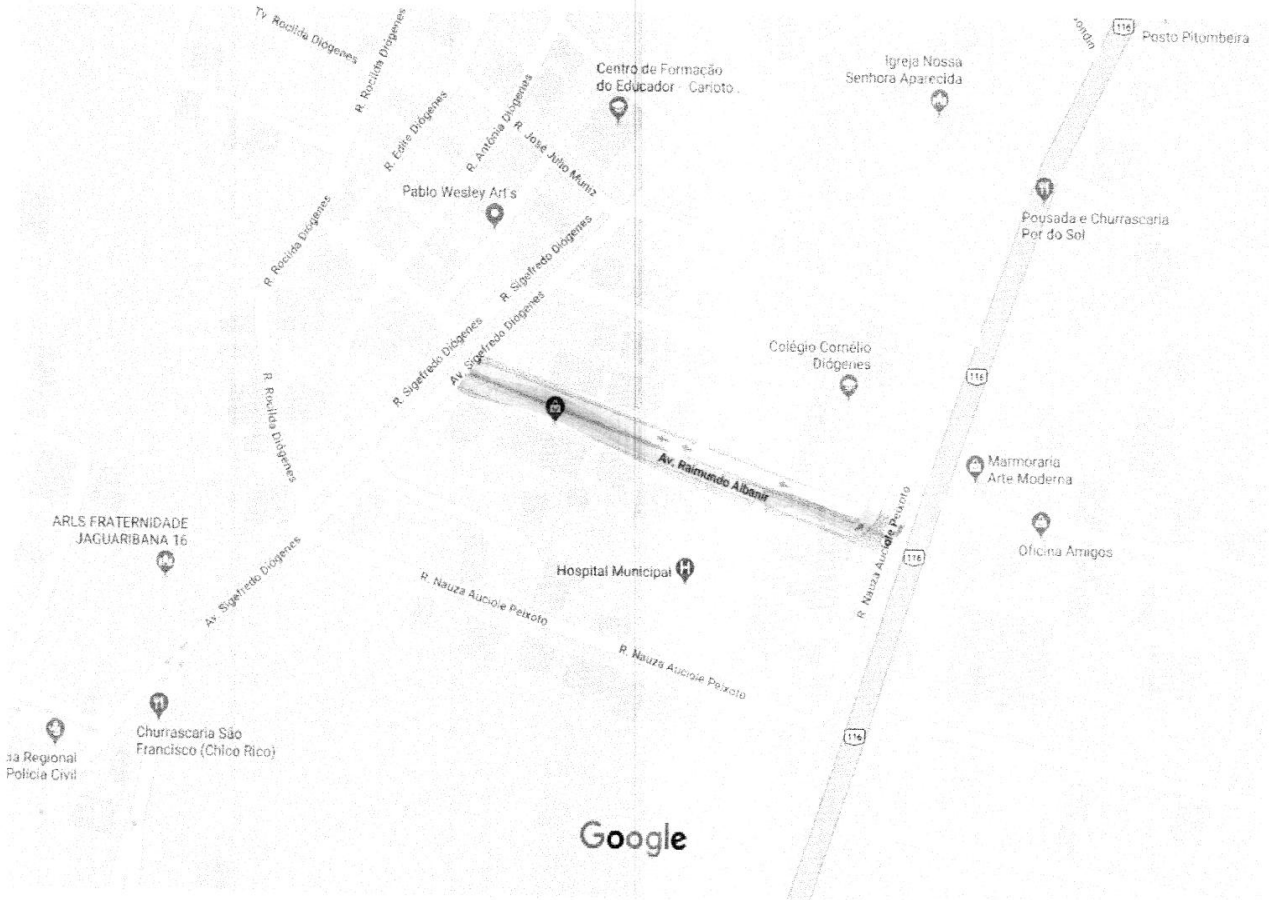 Tv. Rocilda Diógenes
R. Rocilda Diógenes
116
Posto Pitombeira
Centro de Formação
do Educador - Carioto.
Igreja Nossa
Senhora Aparecida
R. Edite Diógenes
R. Antônia Diógenes
R. José Julho Muniz
Pablo Wesley Art's
Pousada e Churrascaria
Por do Sol
R. Rocilda Diógenes
R. Sigefredo Diógenes
Av. Sigefredo Diógenes
R. Sigefredo Diógenes
Colégio Cornélio
Diógenes
116
R. Rocilda Diógenes
Av. Raimundo Albanir
Marmoraria
Arte Moderna
ARLS FRATERNIDADE
JAGUARIBANA 16
R. Nauza Auciole Peixoto
116
Oficina Amigos
Av. Sigefredo Diógenes
Hospital Municipal
H
R. Nauza Auciole Peixoto
R. Nauza Auciole Peixoto
Churrascaria São
Francisco (Chico Rico)
116
cia Regional
Polícia Civil
Google